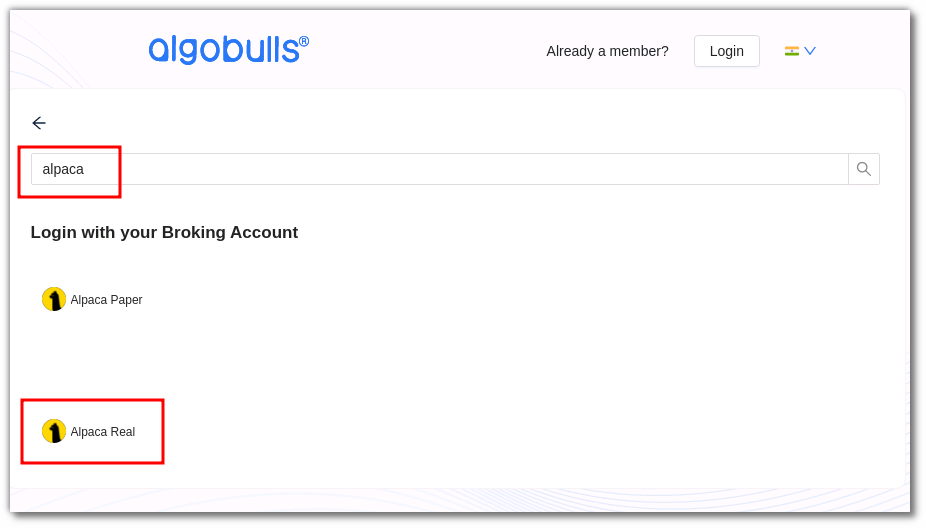 algobulls®
Already a member?
Login
alpaca
Login with your Broking Account
Alpaca Paper
Alpaca Real